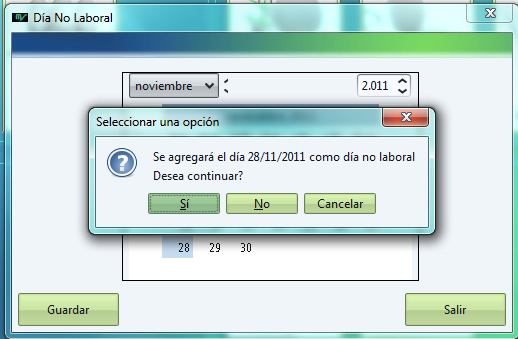 Día No Laboral
noviembre 2.011
Seleccionar una opción
Se agregará el día 28/11/2011 como día no laboral
Desea continuar?
Sí No Cancelar
28 29 30
Guardar Salir